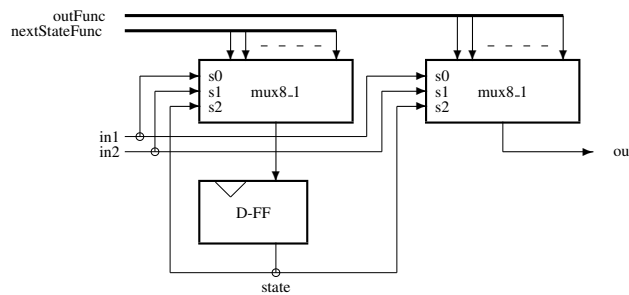 outFunc
nextStateFunc
s0
s1
s2
mux8_1
s0
s1
s2
mux8_1
in1
in2
ou
D-FF
state